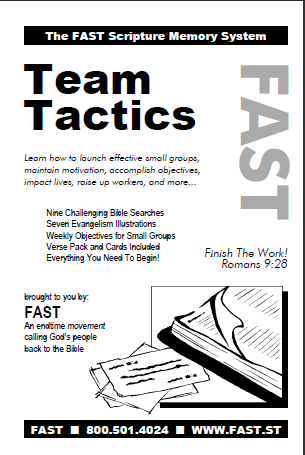 The FAST Scripture Memory System
Team
Tactics
FAST
Learn how to launch effective small groups,
maintain motivation, accomplish objectives,
impact lives, raise up workers, and more...
Nine Challenging Bible Searches
Seven Evangelism Illustrations
Weekly Objectives for Small Groups
Verse Pack and Cards Included
Everything You Need To Begin!
Finish The Work!
Romans 9:28
brought to you by:
FAST
An endtime movement
calling God's people
back to the Bible
FAST ■ 800.501.4024 ■ WWW.FAST.ST